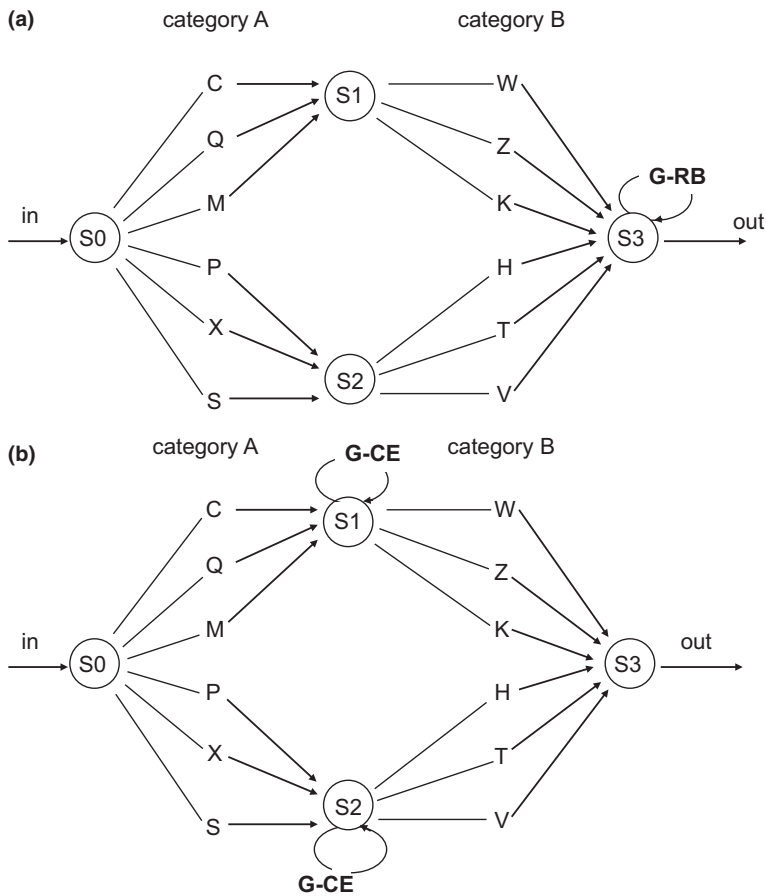 (a)
category A
category B
C
S1
W
Q
Z
M
K
G-RB
in
S0
S3
out
P
H
X
T
S2
S
V
(b)
category A
G-CE
category B
C
S1
W
Q
Z
M
K
in
S0
S3
out
P
H
X
T
S2
S
V
G-CE